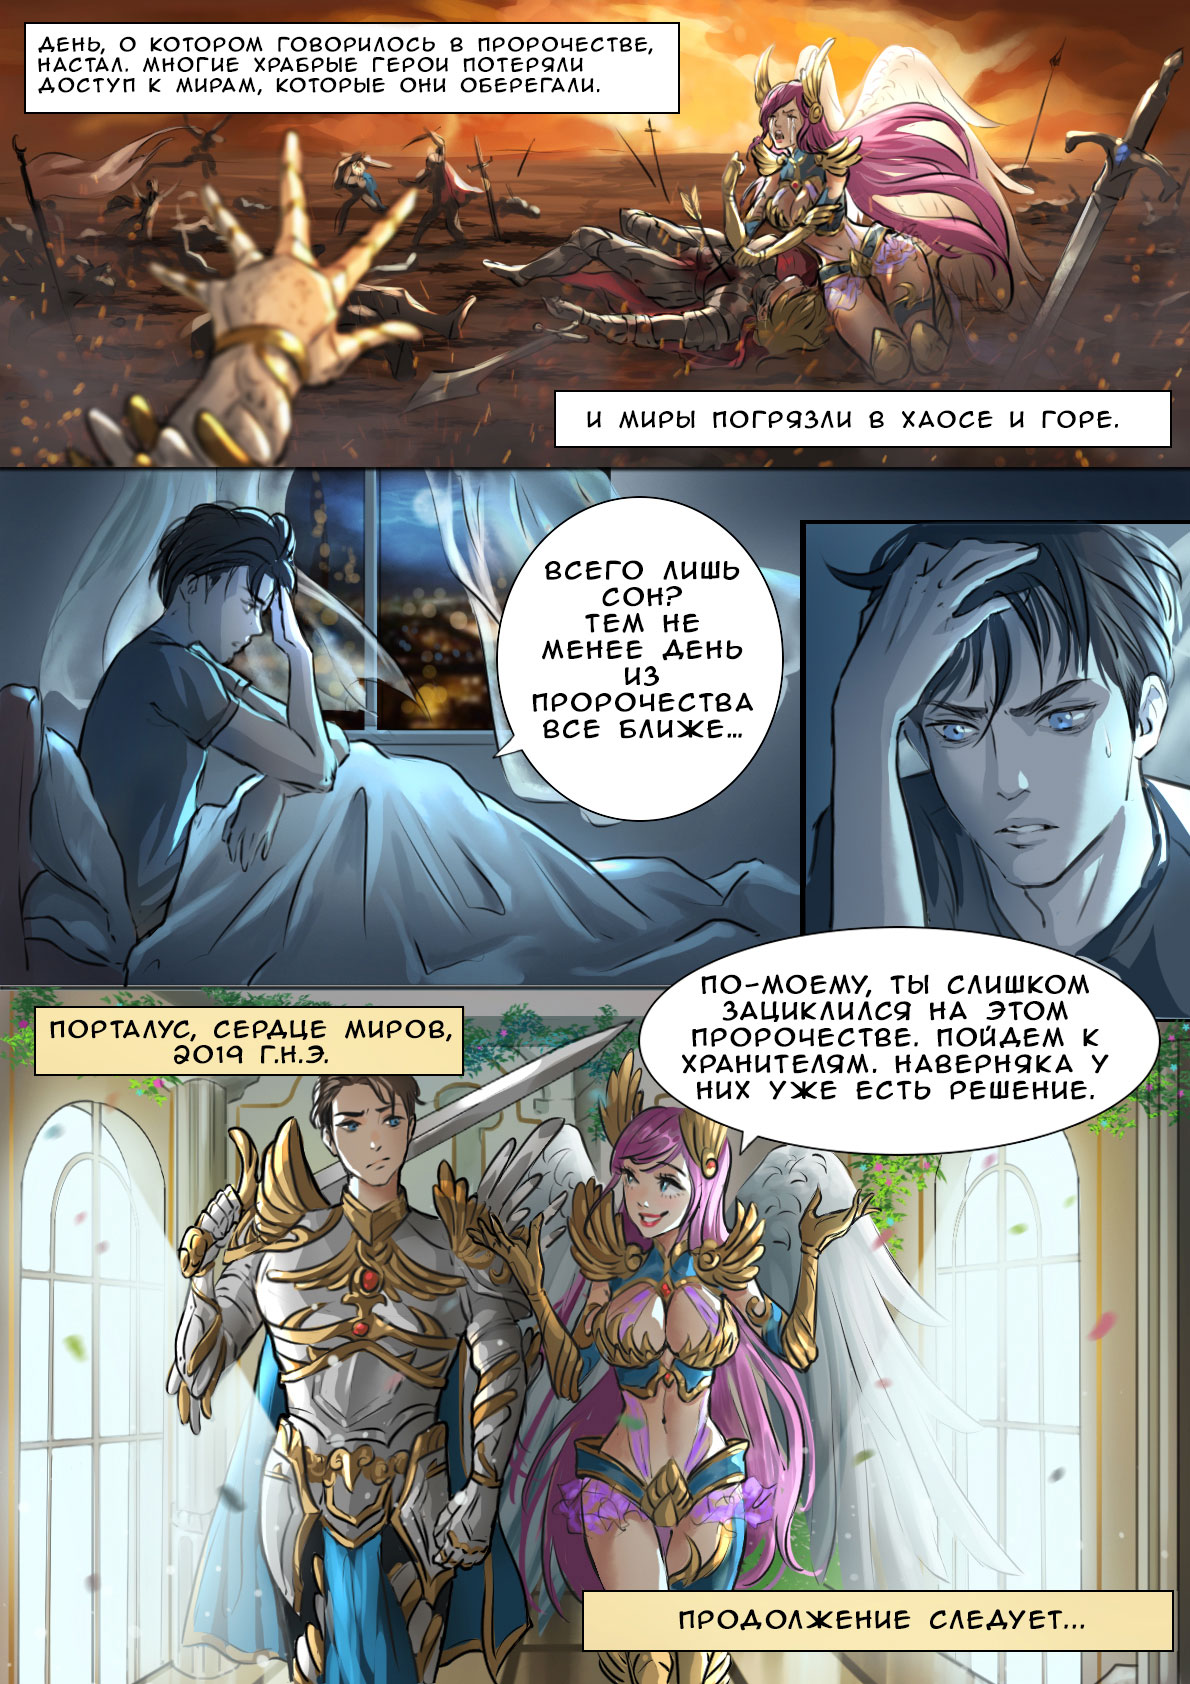 ДЕНЬ, О КОТОРОМ ГОВОРИЛОСЬ В ПРОРОЧЕСТВЕ,
НАСТАЛ. МНОГИЕ ХРАБРЫЕ ГЕРОИ ПОТЕРЯЛИ
ДОСТУП К МИРАМ, КОТОРЫЕ ОНИ ОБЕРЕГАЛИ.
И МИРЫ ПОГРЯЗЛИ В ХАОСЕ И ГОРЕ.
ВСЕГО ЛИШЬ
СОН?
ТЕМ НЕ
МЕНЕЕ ДЕНЬ
ИЗ
ПРОРОЧЕСТВА
ВСЕ БЛИЖЕ...
ПОРТАЛУС, СЕРДЦЕ МИРОВ,
2019 Г.Н.Э.
ПО-МОЕМУ, ТЫ СЛИШКОМ
ЗАЦИКЛИЛСЯ НА ЭТОМ
ПРОРОЧЕСТВЕ. ПОЙДЕМ К
ХРАНИТЕЛЯМ. НАВЕРНЯКА У
НИХ УЖЕ ЕСТЬ РЕШЕНИЕ.
ПРОДОЛЖЕНИЕ СЛЕДУЕТ...